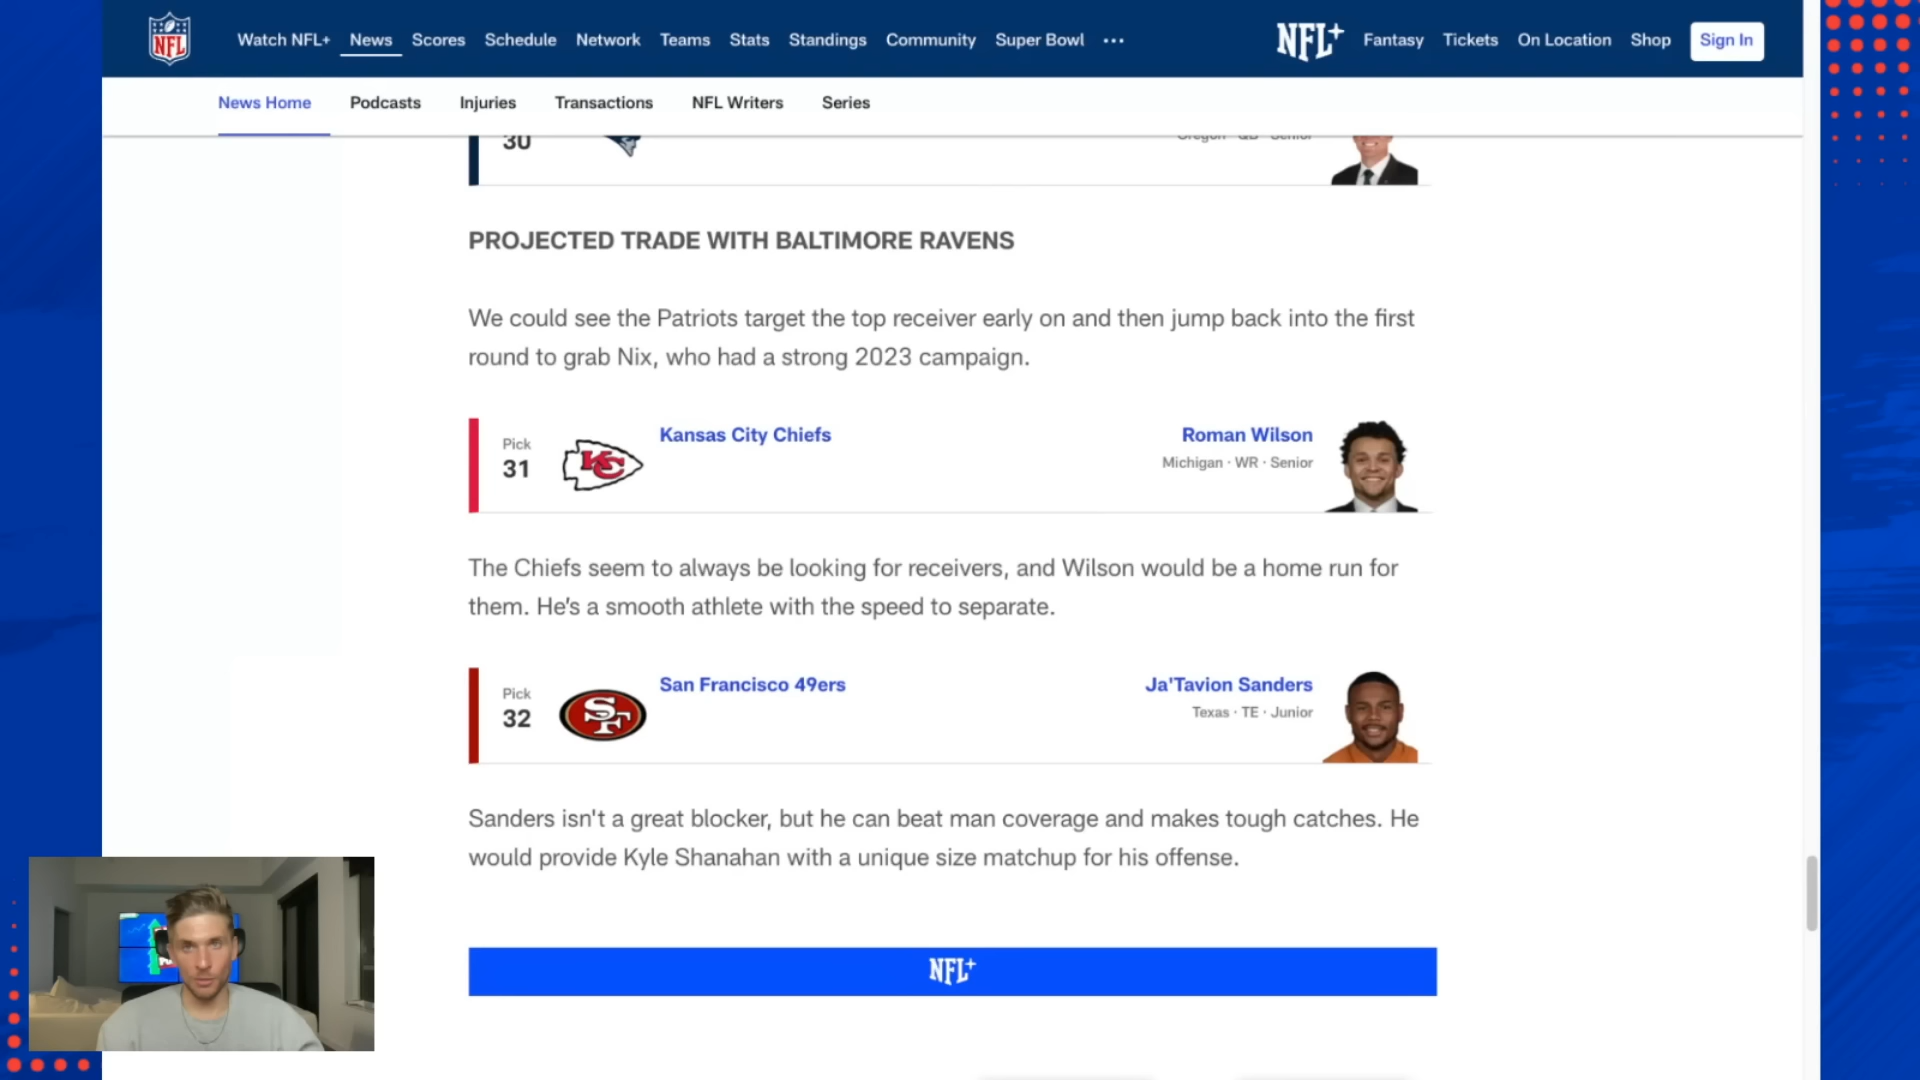 NFL
Watch NFL+ News Scores Schedule Network Teams Stats Standings Community Super Bowl ••• NFL+ Fantasy Tickets On Location Shop Sign In
News Home Podcasts Injuries Transactions NFL Writers Series
30
Oregon · QB · Senior
PROJECTED TRADE WITH BALTIMORE RAVENS
We could see the Patriots target the top receiver early on and then jump back into the first
round to grab Nix, who had a strong 2023 campaign.
Pick
31
KC
Kansas City Chiefs
Roman Wilson
Michigan · WR · Senior
The Chiefs seem to always be looking for receivers, and Wilson would be a home run for
them. He's a smooth athlete with the speed to separate.
Pick
32
SF
San Francisco 49ers
Ja'Tavion Sanders
Texas · TE · Junior
Sanders isn't a great blocker, but he can beat man coverage and makes tough catches. He
would provide Kyle Shanahan with a unique size matchup for his offense.
NFL+